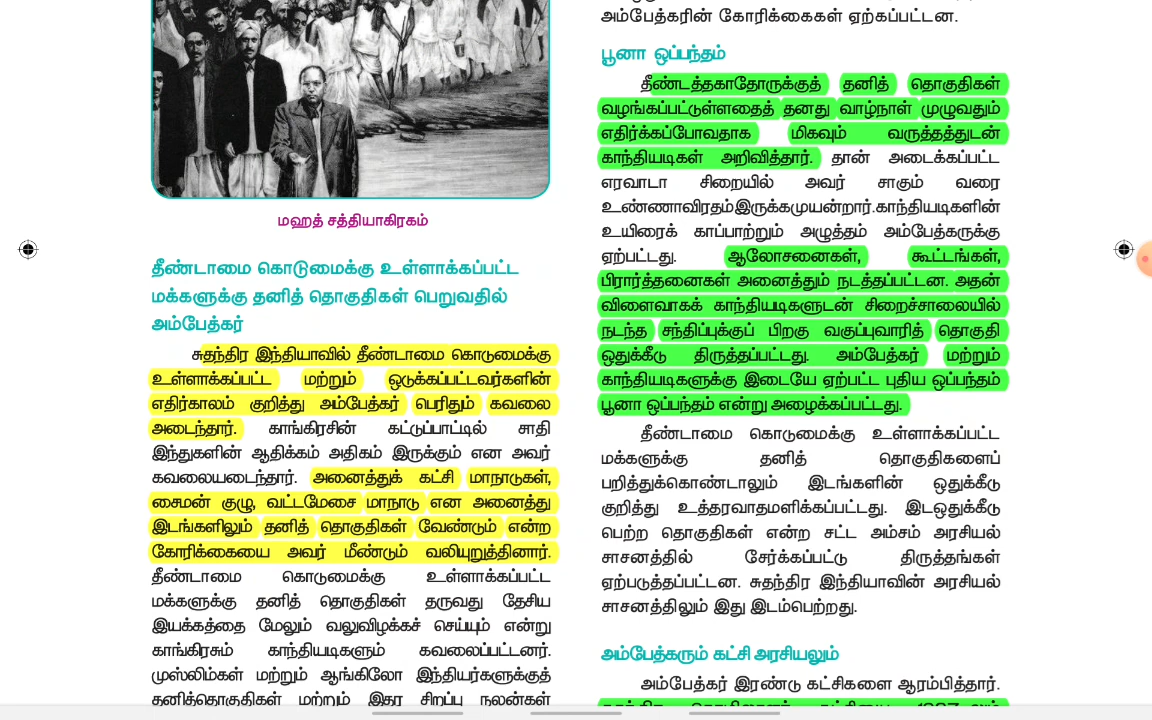 மஹத் சத்தியாகிரகம்
தீண்டாமை கொடுமைக்கு உள்ளாக்கப்பட்ட
மக்களுக்கு தனித் தொகுதிகள் பெறுவதில்
அம்பேத்கர்
சுதந்திர இந்தியாவில் தீண்டாமை கொடுமைக்கு
உள்ளாக்கப்பட்ட மற்றும் ஒடுக்கப்பட்டவர்களின்
எதிர்காலம் குறித்து அம்பேத்கர் பெரிதும் கவலை
அடைந்தார். காங்கிரசின் கட்டுப்பாட்டில் சாதி
இந்துகளின் ஆதிக்கம் அதிகம் இருக்கும் என அவர்
கவலையடைந்தார். அனைத்துக் கட்சி மாநாடுகள்,
சைமன் குழு, வட்டமேசை மாநாடு என அனைத்து
இடங்களிலும் தனித் தொகுதிகள் வேண்டும் என்ற
கோரிக்கையை அவர் மீண்டும் வலியுறுத்தினார்.
தீண்டாமை கொடுமைக்கு உள்ளாக்கப்பட்ட
மக்களுக்கு தனித் தொகுதிகள் தருவது தேசிய
இயக்கத்தை மேலும் வலுவிழக்கச் செய்யும் என்று
காங்கிரசும் காந்தியடிகளும் கவலைப்பட்டனர்.
முஸ்லிம்கள் மற்றும் ஆங்கிலோ இந்தியர்களுக்குத்
தனித்தொகுதிகள் மற்றும் இதர சிறப்பு நலன்கள்
அம்பேத்கரின் கோரிக்கைகள் ஏற்கப்பட்டன.
பூனா ஒப்பந்தம்
தீண்டத்தகாதோருக்குத் தனித் தொகுதிகள்
வழங்கப்பட்டுள்ளதைத் தனது வாழ்நாள் முழுவதும்
எதிர்க்கப்போவதாக மிகவும் வருத்தத்துடன்
காந்தியடிகள் அறிவித்தார். தான் அடைக்கப்பட்ட
எரவாடா சிறையில் அவர் சாகும் வரை
உண்ணாவிரதம்இருக்கமுயன்றார்.காந்தியடிகளின்
உயிரைக் காப்பாற்றும் அழுத்தம் அம்பேத்கருக்கு
ஏற்பட்டது. ஆலோசனைகள், கூட்டங்கள்,
பிரார்த்தனைகள் அனைத்தும் நடத்தப்பட்டன. அதன்
விளைவாகக் காந்தியடிகளுடன் சிறைச்சாலையில்
நடந்த சந்திப்புக்குப் பிறகு வகுப்புவாரித் தொகுதி
ஒதுக்கீடு திருத்தப்பட்டது. அம்பேத்கர் மற்றும்
காந்தியடிகளுக்கு இடையே ஏற்பட்ட புதிய ஒப்பந்தம்
பூனா ஒப்பந்தம் என்று அழைக்கப்பட்டது.
தீண்டாமை கொடுமைக்கு உள்ளாக்கப்பட்ட
மக்களுக்கு தனித் தொகுதிகளைப்
பறித்துக்கொண்டாலும் இடங்களின் ஒதுக்கீடு
குறித்து உத்தரவாதமளிக்கப்பட்டது. இடஒதுக்கீடு
பெற்ற தொகுதிகள் என்ற சட்ட அம்சம் அரசியல்
சாசனத்தில் சேர்க்கப்பட்டு திருத்தங்கள்
ஏற்படுத்தப்பட்டன. சுதந்திர இந்தியாவின் அரசியல்
சாசனத்திலும் இது இடம்பெற்றது.
அம்பேத்கரும் கட்சி அரசியலும்
அம்பேத்கர் இரண்டு கட்சிகளை ஆரம்பித்தார்.